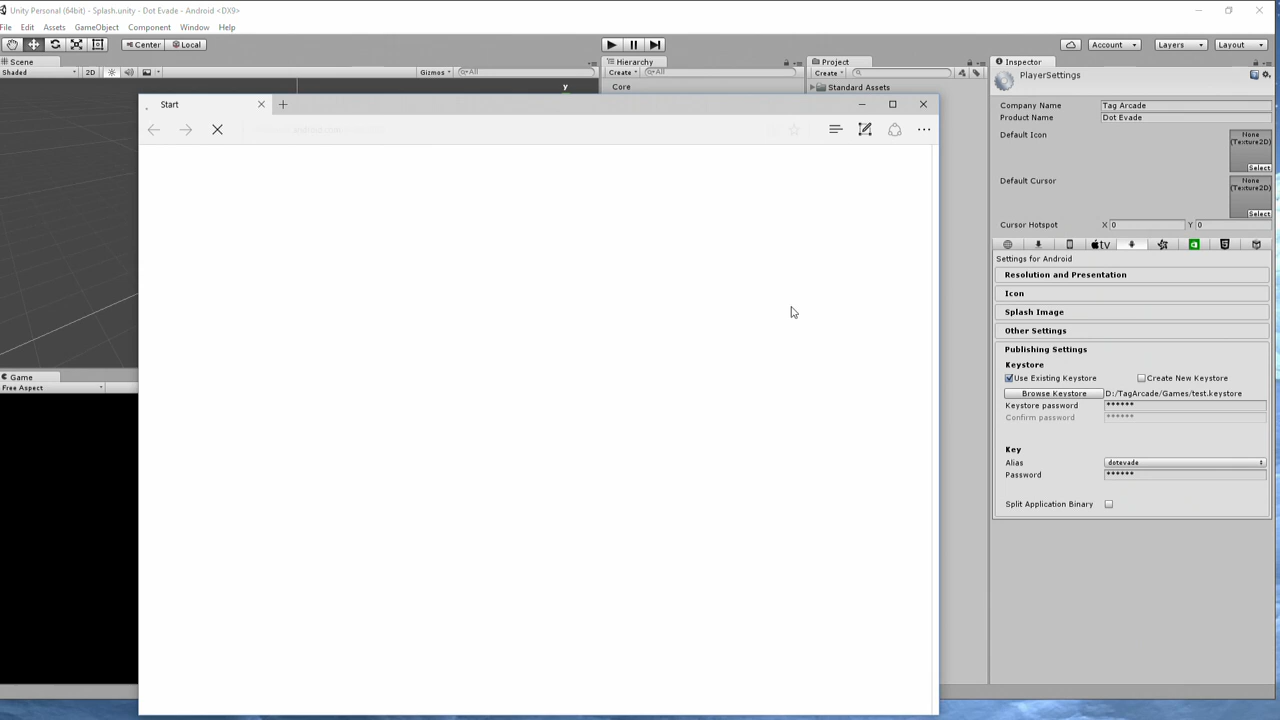 Unity Personal (64bit) - Splash.unity - Dot Evade - Android <DX9>
File Edit Assets GameObject Component Window Help
Center Local Account Layers Layout
Scene Hierarchy Project Inspector
Shaded 2D Gizmos All Create All Create PlayerSettings
Core Standard Assets
Start
Company Name Tag Arcade
Product Name Dot Evade
Default Icon None
(Texture2D)
Select
Default Cursor None
(Texture2D)
Select
Cursor Hotspot X 0 Y 0
tv
Settings for Android
Resolution and Presentation
Icon
Splash Image
Other Settings
Publishing Settings
Keystore
Use Existing Keystore Create New Keystore
Browse Keystore D:/TagArcade/Games/test.keystore
Keystore password ******
Confirm password ******
Game
Free Aspect
Key
Alias dotevade
Password ******
Split Application Binary
y